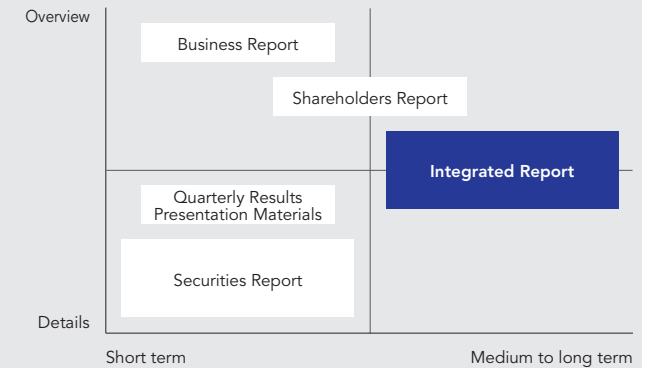 Overview
Business Report
Shareholders Report
Integrated Report
Quarterly Results
Presentation Materials
Securities Report
Details
Short term
Medium to long term